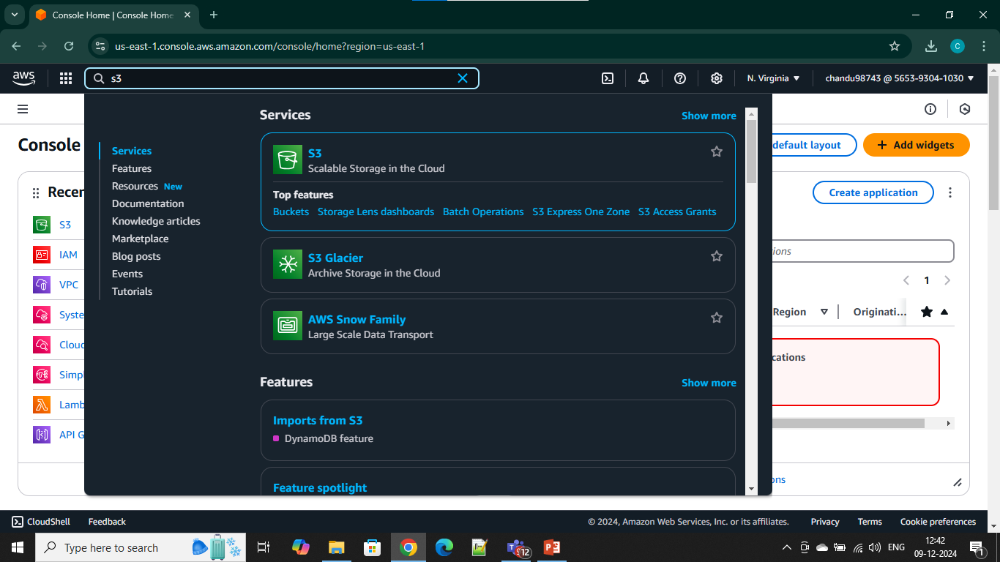 Console Home | Console Home
us-east-1.console.aws.amazon.com/console/home?region=us-east-1
aws
s3
N. Virginia
chandu98743 @ 5653-9304-1030
Console
default layout
Add widgets
Services
Features
Resources New
Documentation
Knowledge articles
Marketplace
Blog posts
Events
Tutorials
Services
Show more
S3
Scalable Storage in the Cloud
Top features
Buckets Storage Lens dashboards Batch Operations S3 Express One Zone S3 Access Grants
S3 Glacier
Archive Storage in the Cloud
AWS Snow Family
Large Scale Data Transport
Features
Show more
Imports from S3
DynamoDB feature
Feature spotlight
Recen
S3
IAM
VPC
Syste
Cloud
Simpl
Lamb
API G
Create application
ions
1
Region
Originati...
cations
ons
CloudShell
Feedback
© 2024, Amazon Web Services, Inc. or its affiliates.
Privacy
Terms
Cookie preferences
Type here to search
12
ENG
12:42
09-12-2024
1
C